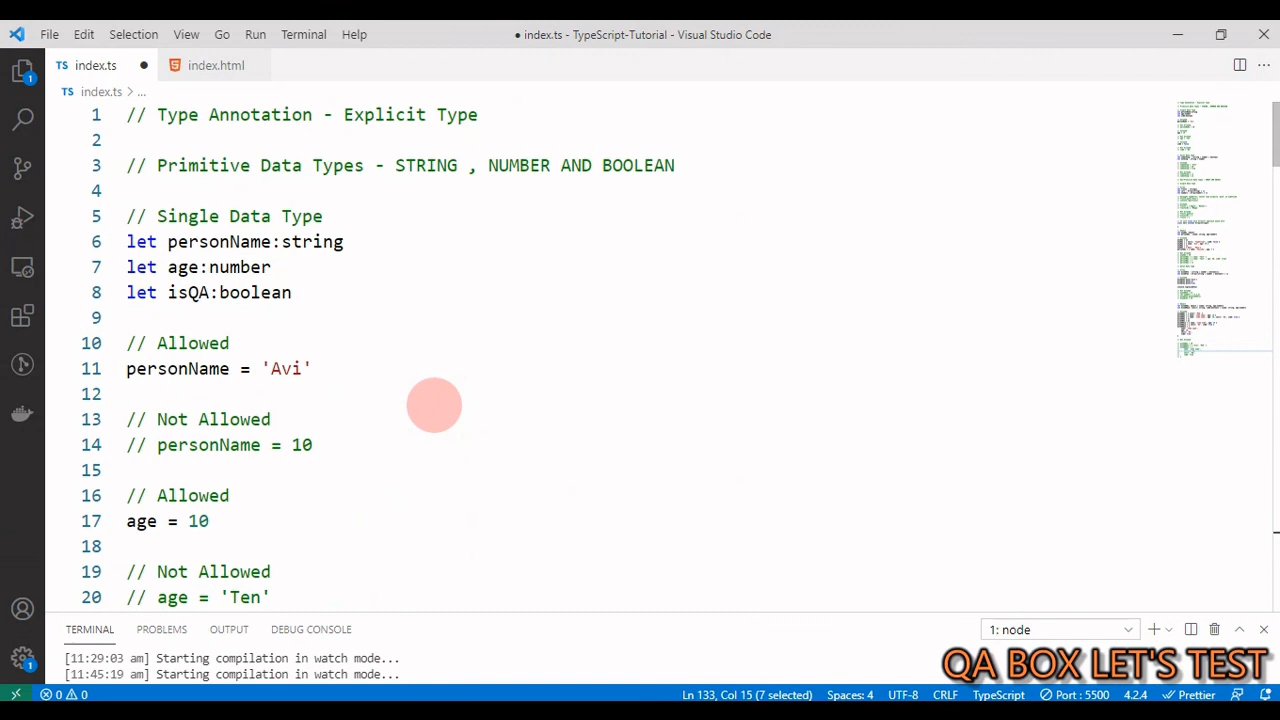 File Edit Selection View Go Run Terminal Help
● index.ts - TypeScript-Tutorial - Visual Studio Code
TS index.ts ●
index.html
TS index.ts > ...
1 // Type Annotation - Explicit Type
2
3 // Primitive Data Types - STRING , NUMBER AND BOOLEAN
4
5 // Single Data Type
6 let personName:string
7 let age:number
8 let isQA:boolean
9
10 // Allowed
11 personName = 'Avi'
12
13 // Not Allowed
14 // personName = 10
15
16 // Allowed
17 age = 10
18
19 // Not Allowed
20 // age = 'Ten'
1
1
TERMINAL PROBLEMS OUTPUT DEBUG CONSOLE
1: node
[11:29:03 am] Starting compilation in watch mode...
[11:45:19 am] Starting compilation in watch mode...
QA BOX LET'S TEST
0 0
Ln 133, Col 15 (7 selected) Spaces: 4 UTF-8 CRLF TypeScript Port : 5500 4.2.4 Prettier